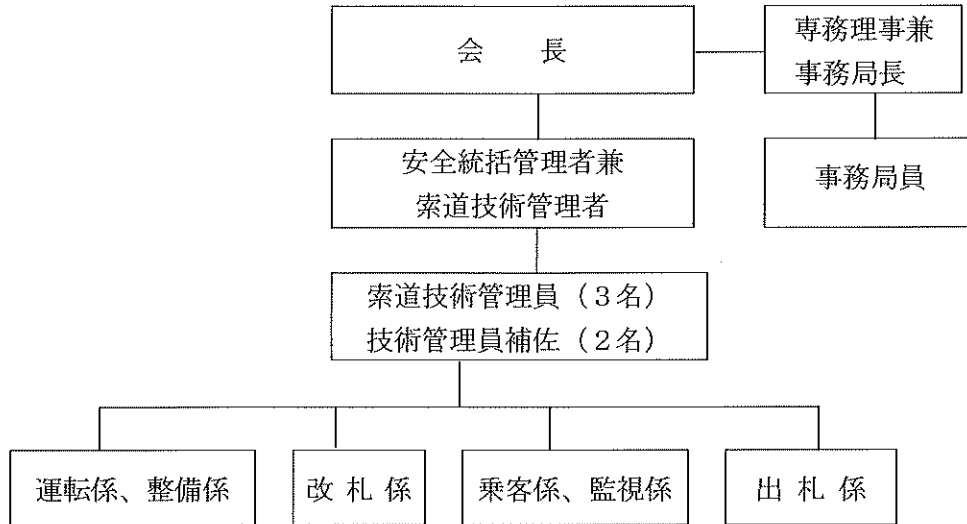 会　長
専務理事兼
事務局長
安全統括管理者兼
索道技術管理者
事務局員
索道技術管理員（３名）
技術管理員補佐（２名）
運転係、整備係
改 札 係
乗客係、監視係
出 札 係